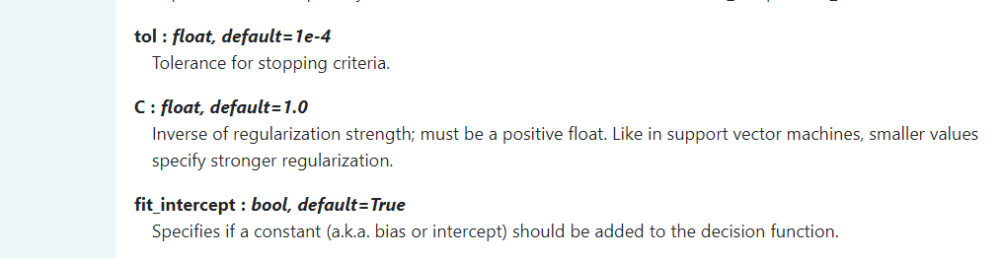 tol : float, default=1e-4
Tolerance for stopping criteria.
C : float, default=1.0
Inverse of regularization strength; must be a positive float. Like in support vector machines, smaller values
specify stronger regularization.
fit_intercept : bool, default=True
Specifies if a constant (a.k.a. bias or intercept) should be added to the decision function.